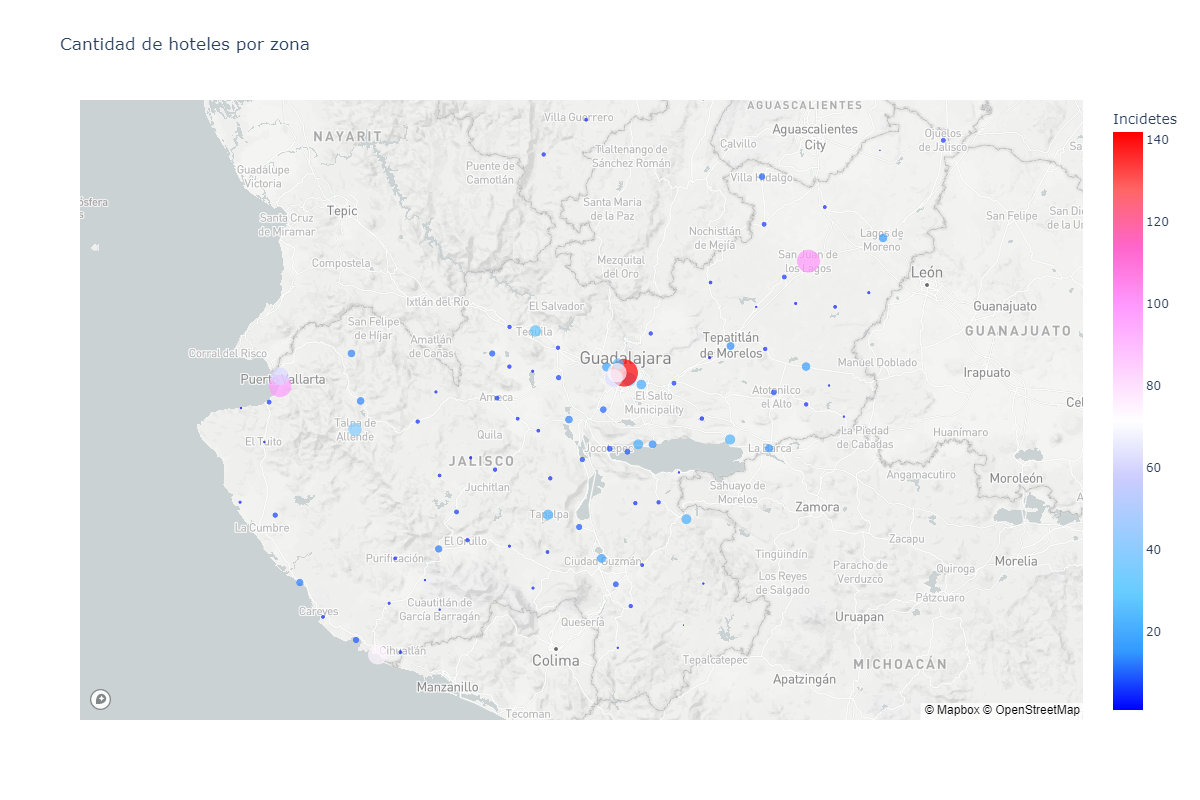 Cantidad de hoteles por zona
Incidetes
140
120
100
80
60
40
20
AGUASCALIENTES
Villa Guerrero
Aguascalientes
City
Calvillo
Ojuelos
de Jalisco
NAYARIT
Tlaltenango de
Sánchez Román
Guadalupe
Victoria
Puente de
Camotlán
Villa Hidalgo
osfera
Santa María
de la Paz
Tepic
Santa Cruz
de Miramar
San Felipe
Nochistlán
de Mejía
Lagos de
Moreno
Compostela
Mezquital
del Oro
San Juan de
los Lagos
León
Ixtlán del Río
El Salvador
Guanajuato
San Felipe
de Híjar
Tequila
GUANAJUATO
Amatlán
de Cañas
Tepatitlán
de Morelos
Corral del Risco
Guadalajara
Manuel Doblado
Irapuato
Puerto Vallarta
Ameca
El Salto
Municipality
Atotonilco
el Alto
Talpa de
Allende
Quila
El Tuito
Jocotepec
La Barca
La Piedad
de Cabadas
Huanímaro
JALISCO
Juchitlan
Angamacutiro
Moroleón
Sahuayo de
Morelos
Zamora
Tapalpa
La Cumbre
El Grullo
Zacapu
Purificación
Ciudad Guzmán
Tingüindín
Morelia
Paracho de
Verduzco
Quiroga
Los Reyes
de Salgado
Pátzcuaro
Careyes
Cuautitlán de
García Barragán
Quesería
Uruapan
Cihuatlán
Colima
Tepalcatepec
MICHOACÁN
Apatzingán
Manzanillo
Tecoman
© Mapbox © OpenStreetMap